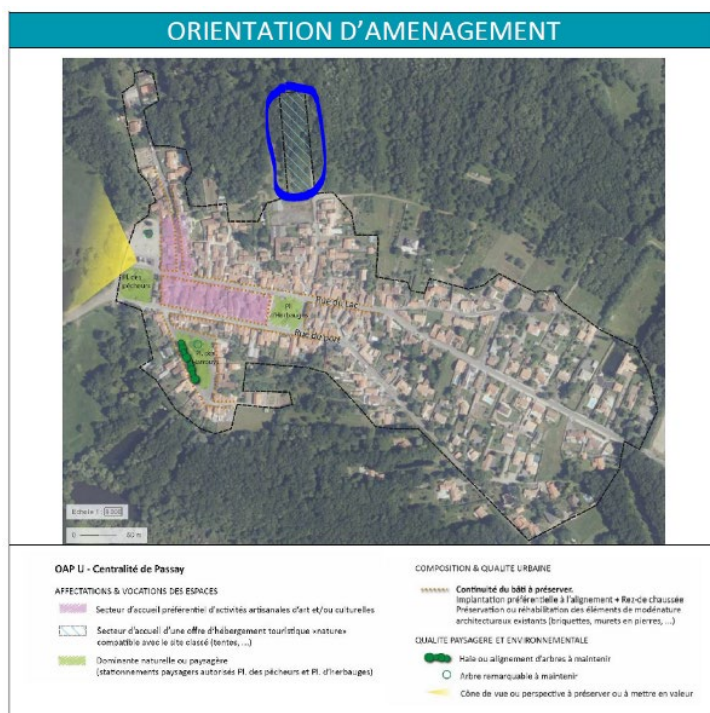 ORIENTATION D'AMENAGEMENT
Pl. des
pêcheurs
Rue du Lac
Pl.
d'Herbauges
Rue du Port
Pl. des
Echelle 1:
0
60 m
OAP U - Centralité de Passay
AFFECTATIONS & VOCATIONS DES ESPACES
Secteur d'accueil préférentiel d'activités artisanales d'art et/ou culturelles
Secteur d'accueil d'une offre d'hébergement touristique «nature»
compatible avec le site classé (tentes, ...)
Dominante naturelle ou paysagère
(stationnements paysagers autorisés Pl. des pêcheurs et Pl. d'herbauges)
COMPOSITION & QUALITE URBAINE
Continuité du bâti à préserver.
Implantation préférentielle à l'alignement + Rez-de chaussée
Préservation ou réhabilitation des éléments de modénature
architecturaux existants (briquettes, murets en pierres, ...)
QUALITE PAYSAGERE ET ENVIRONNEMENTALE
Haie ou alignement d'arbres à maintenir
Arbre remarquable à maintenir
Cône de vue ou perspective à préserver ou à mettre en valeur